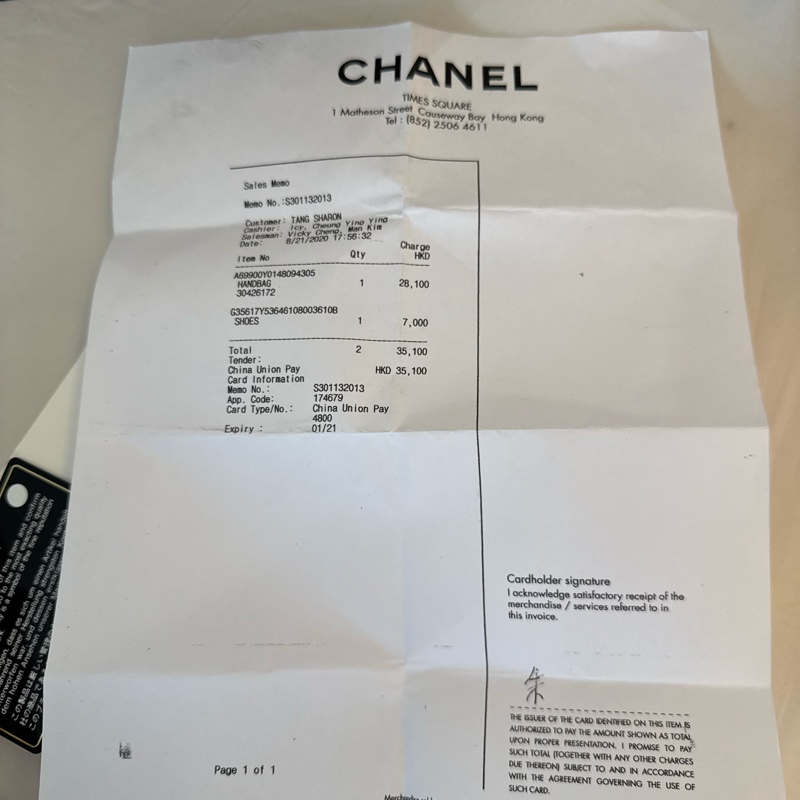 CHANEL
TIMES SQUARE
1 Matheson Street Causeway Bay Hong Kong
Tel : (852) 2506 4611
Sales Memo
Memo No.:S301132013
Customer: TANG SHARON
Cashier: Icy, Cheung Ying Ying
Salesman: Vicky Cheng, Man Kim
Date: 8/21/2020 17:56:32
Item No Qty Charge HKD
A69900Y0148094305
HANDBAG 1 28,100
30426172
G35617Y53646108003610B
SHOES 1 7,000
Total 2 35,100
Tender:
China Union Pay HKD 35,100
Card Information
Memo No.: S301132013
App. Code: 174679
Card Type/No.: China Union Pay
4800
Expiry : 01/21
Cardholder signature
I acknowledge satisfactory receipt of the
merchandise / services referred to in
this invoice.
朱
THE ISSUER OF THE CARD IDENTIFIED ON THIS ITEM IS
AUTHORIZED TO PAY THE AMOUNT SHOWN AS TOTAL
UPON PROPER PRESENTATION. I PROMISE TO PAY
SUCH TOTAL (TOGETHER WITH ANY OTHER CHARGES
DUE THEREON) SUBJECT TO AND IN ACCORDANCE
WITH THE AGREEMENT GOVERNING THE USE OF
SUCH CARD.
Page 1 of 1